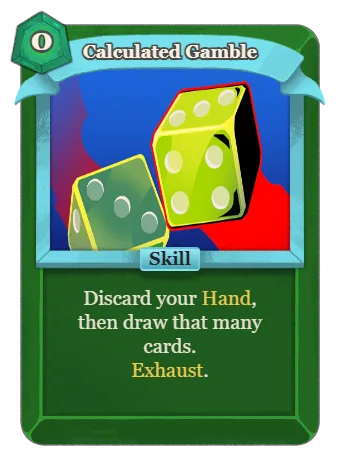 0
Calculated Gamble
Skill
Discard your Hand,
then draw that many
cards.
Exhaust.